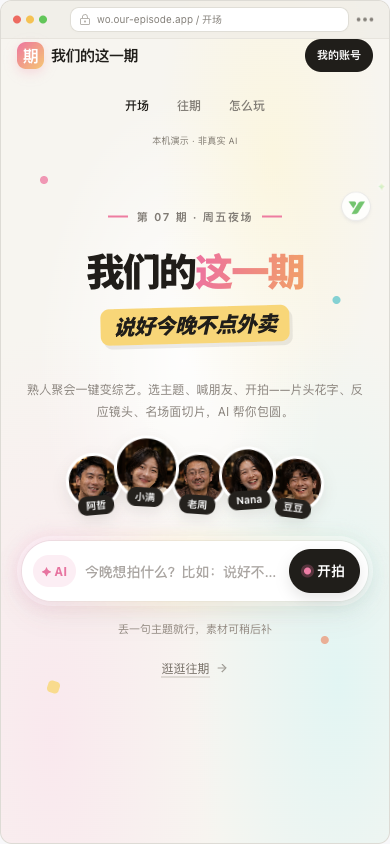 wo.our-episode.app / 开场
期 我们的这一期
我的账号
开场 往期 怎么玩
本机演示 · 非真实 AI
第 07 期 · 周五夜场
我们的这一期
说好今晚不点外卖
熟人聚会一键变综艺。选主题、喊朋友、开拍——片头花字、反
应镜头、名场面切片，AI 帮你包圆。
阿哲
小满
老周
Nana
豆豆
AI 今晚想拍什么？比如：说好不… 开拍
丢一句主题就行，素材可稍后补
逛逛往期 →